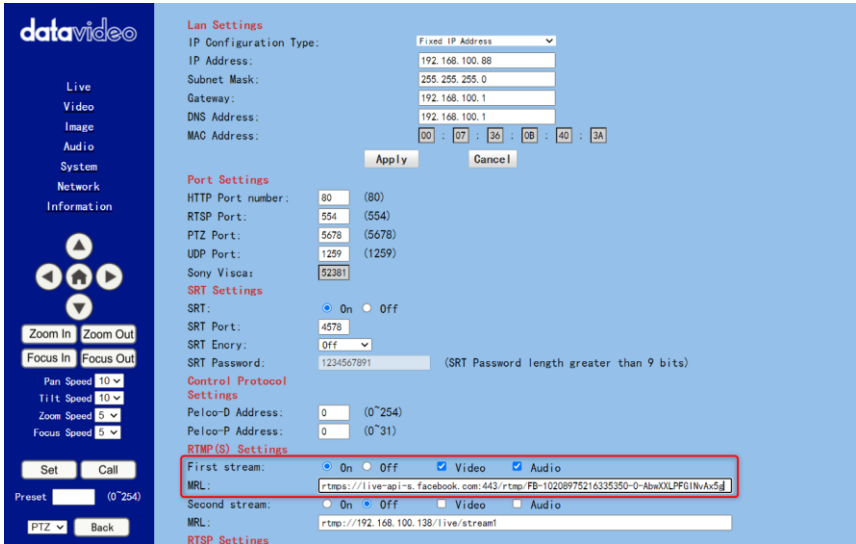 datavideo
Live
Video
Image
Audio
System
Network
Information
Zoom In Zoom Out
Focus In Focus Out
Pan Speed 10
Tilt Speed 10
Zoom Speed 5
Focus Speed 5
Set Call
Preset (0~254)
PTZ Back
Lan Settings
IP Configuration Type: Fixed IP Address
IP Address: 192.168.100.88
Subnet Mask: 255.255.255.0
Gateway: 192.168.100.1
DNS Address: 192.168.100.1
MAC Address: 00 : 07 : 36 : 0B : 40 : 3A
Apply Cancel
Port Settings
HTTP Port number: 80 (80)
RTSP Port: 554 (554)
PTZ Port: 5678 (5678)
UDP Port: 1259 (1259)
Sony Visca: 52381
SRT Settings
SRT: On Off
SRT Port: 4578
SRT Encry: Off
SRT Password: 1234567891 (SRT Password length greater than 9 bits)
Control Protocol
Settings
Pelco-D Address: 0 (0~254)
Pelco-P Address: 0 (0~31)
RTMP(S) Settings
First stream: On Off Video Audio
MRL: rtmps://live-api-s.facebook.com:443/rtmp/FB-10208975216335350-0-AbwXXLPFGINvAx5g
Second stream: On Off Video Audio
MRL: rtmp://192.168.100.138/live/stream1
RTSP Settings